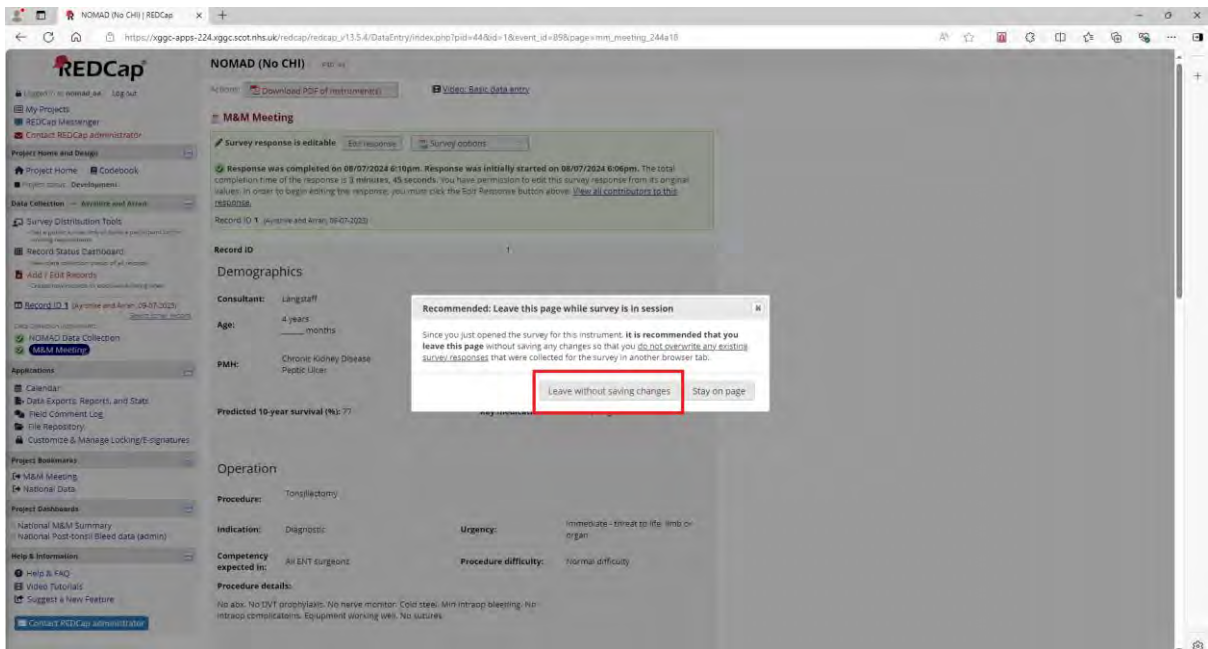 NOMAD (No CHI) | REDCap
https://xggc-apps-224.xggc.scot.nhs.uk/redcap/redcap_v13.5.4/DataEntry/index.php?pid=44&id=1&event_id=89&page=mm_meeting_244a18
REDCap
Logged in as nomad_aa Log out
My Projects
REDCap Messenger
Contact REDCap administrator
Project Home and Design
Project Home Codebook
Project status: Development
Data Collection
Survey Distribution Tools
Record Status Dashboard
Add / Edit Records
Record ID 1
NOMAD Data Collection
M&M Meeting
Applications
Calendar
Data Exports, Reports, and Stats
Field Comment Log
File Repository
Customize & Manage Locking/E-signatures
Project Bookmarks
M&M Meeting
National Data
Project Dashboards
National M&M Summary
National Post-tonsil Bleed data (admin)
Help & Information
Help & FAQ
Video Tutorials
Suggest a New Feature
Contact REDCap administrator
NOMAD (No CHI)
Actions: Download PDF of instrument(s) Video: Basic data entry
M&M Meeting
Survey response is editable Edit response Survey options
Response was completed on 08/07/2024 6:10pm. Response was initially started on 08/07/2024 6:06pm. The total
completion time of the response is 3 minutes, 45 seconds. You have permission to edit this survey response from its original
values. In order to begin editing the response, you must click the Edit Response button above. View all contributors to this
response.
Record ID 1
Record ID 1
Demographics
Consultant: Langstaff
Age: 4 years
months
PMH: Chronic Kidney Disease
Peptic Ulcer
Predicted 10-year survival (%): 77
Recommended: Leave this page while survey is in session
Since you just opened the survey for this instrument, it is recommended that you
leave this page without saving any changes so that you do not overwrite any existing
survey responses that were collected for the survey in another browser tab.
Leave without saving changes Stay on page
Operation
Procedure: Tonsillectomy
Indication: Diagnostic Urgency: Immediate - threat to life, limb or
organ
Competency
expected in: All ENT surgeons Procedure difficulty: Normal difficulty
Procedure details:
No abx. No DVT prophylaxis. No nerve monitor. Cold steel. Min intraop bleeding. No
intraop complicatoins. Equipment working well. No sutures